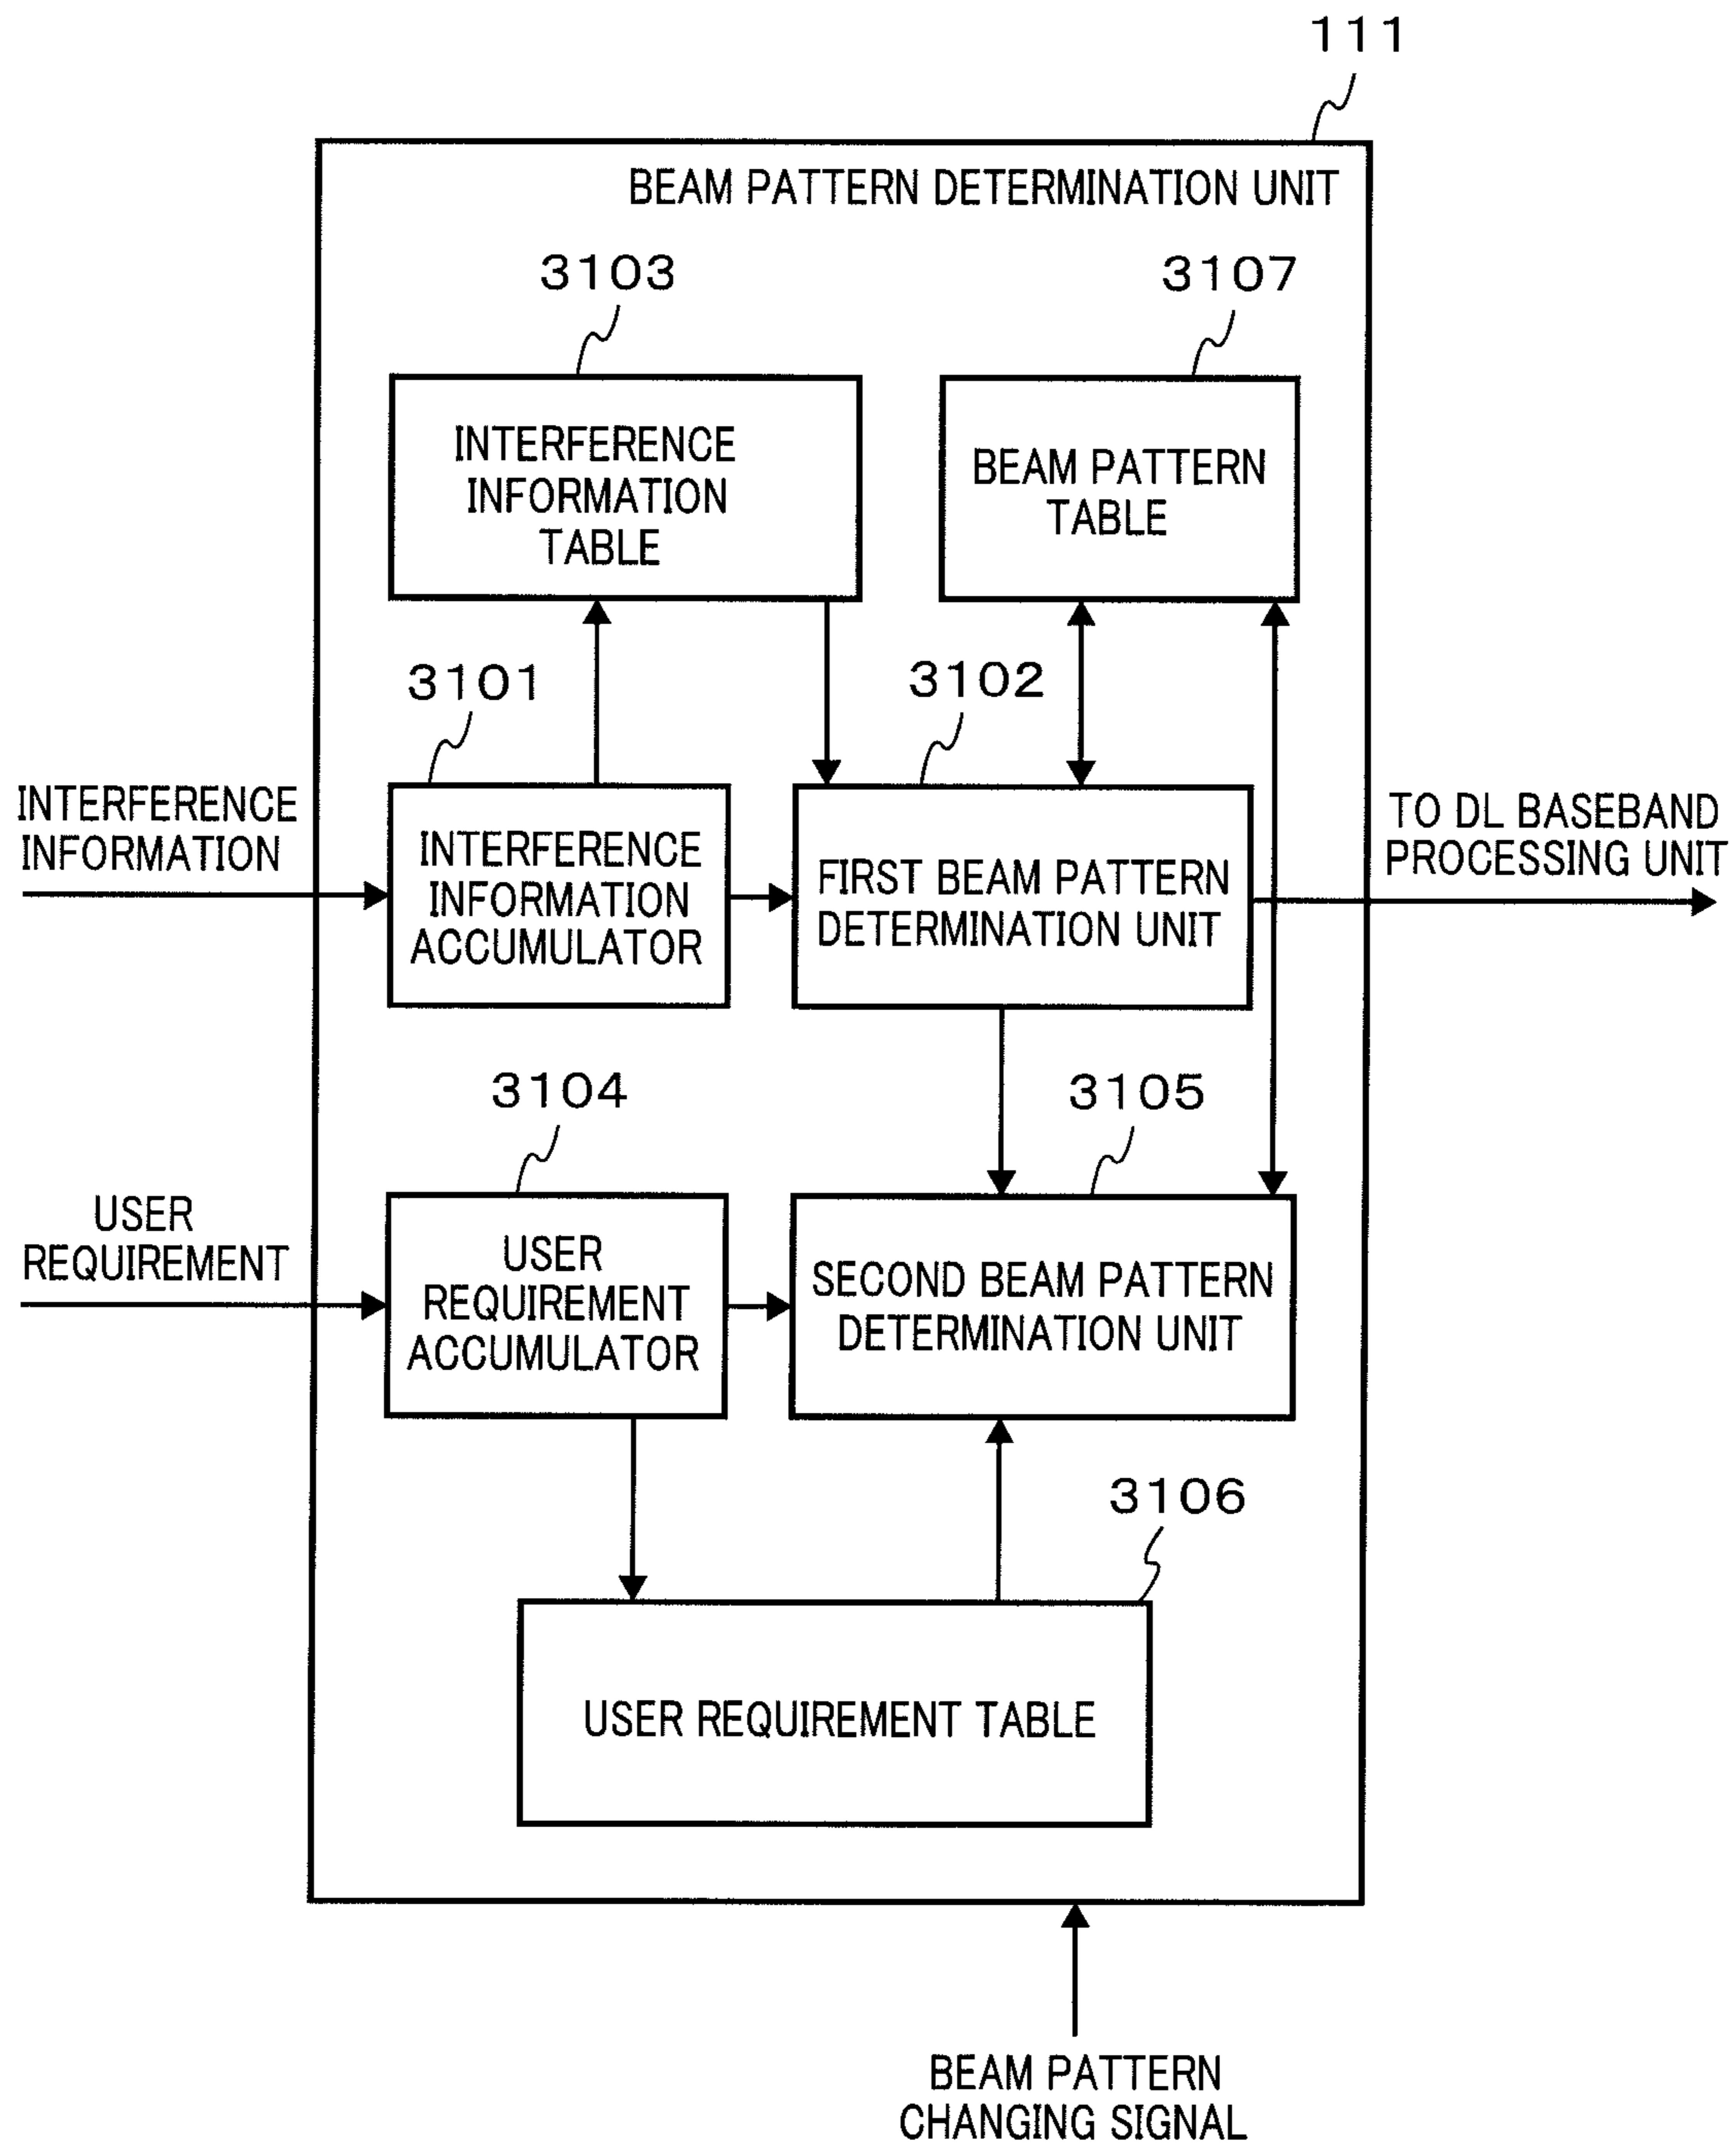 111
BEAM PATTERN DETERMINATION UNIT
3103
3107
INTERFERENCE
INFORMATION
TABLE
BEAM PATTERN
TABLE
3101
3102
INTERFERENCE
INFORMATION
INTERFERENCE
INFORMATION
ACCUMULATOR
FIRST BEAM PATTERN
DETERMINATION UNIT
TO DL BASEBAND
PROCESSING UNIT
3104
3105
USER
REQUIREMENT
USER
REQUIREMENT
ACCUMULATOR
SECOND BEAM PATTERN
DETERMINATION UNIT
3106
USER REQUIREMENT TABLE
BEAM PATTERN
CHANGING SIGNAL